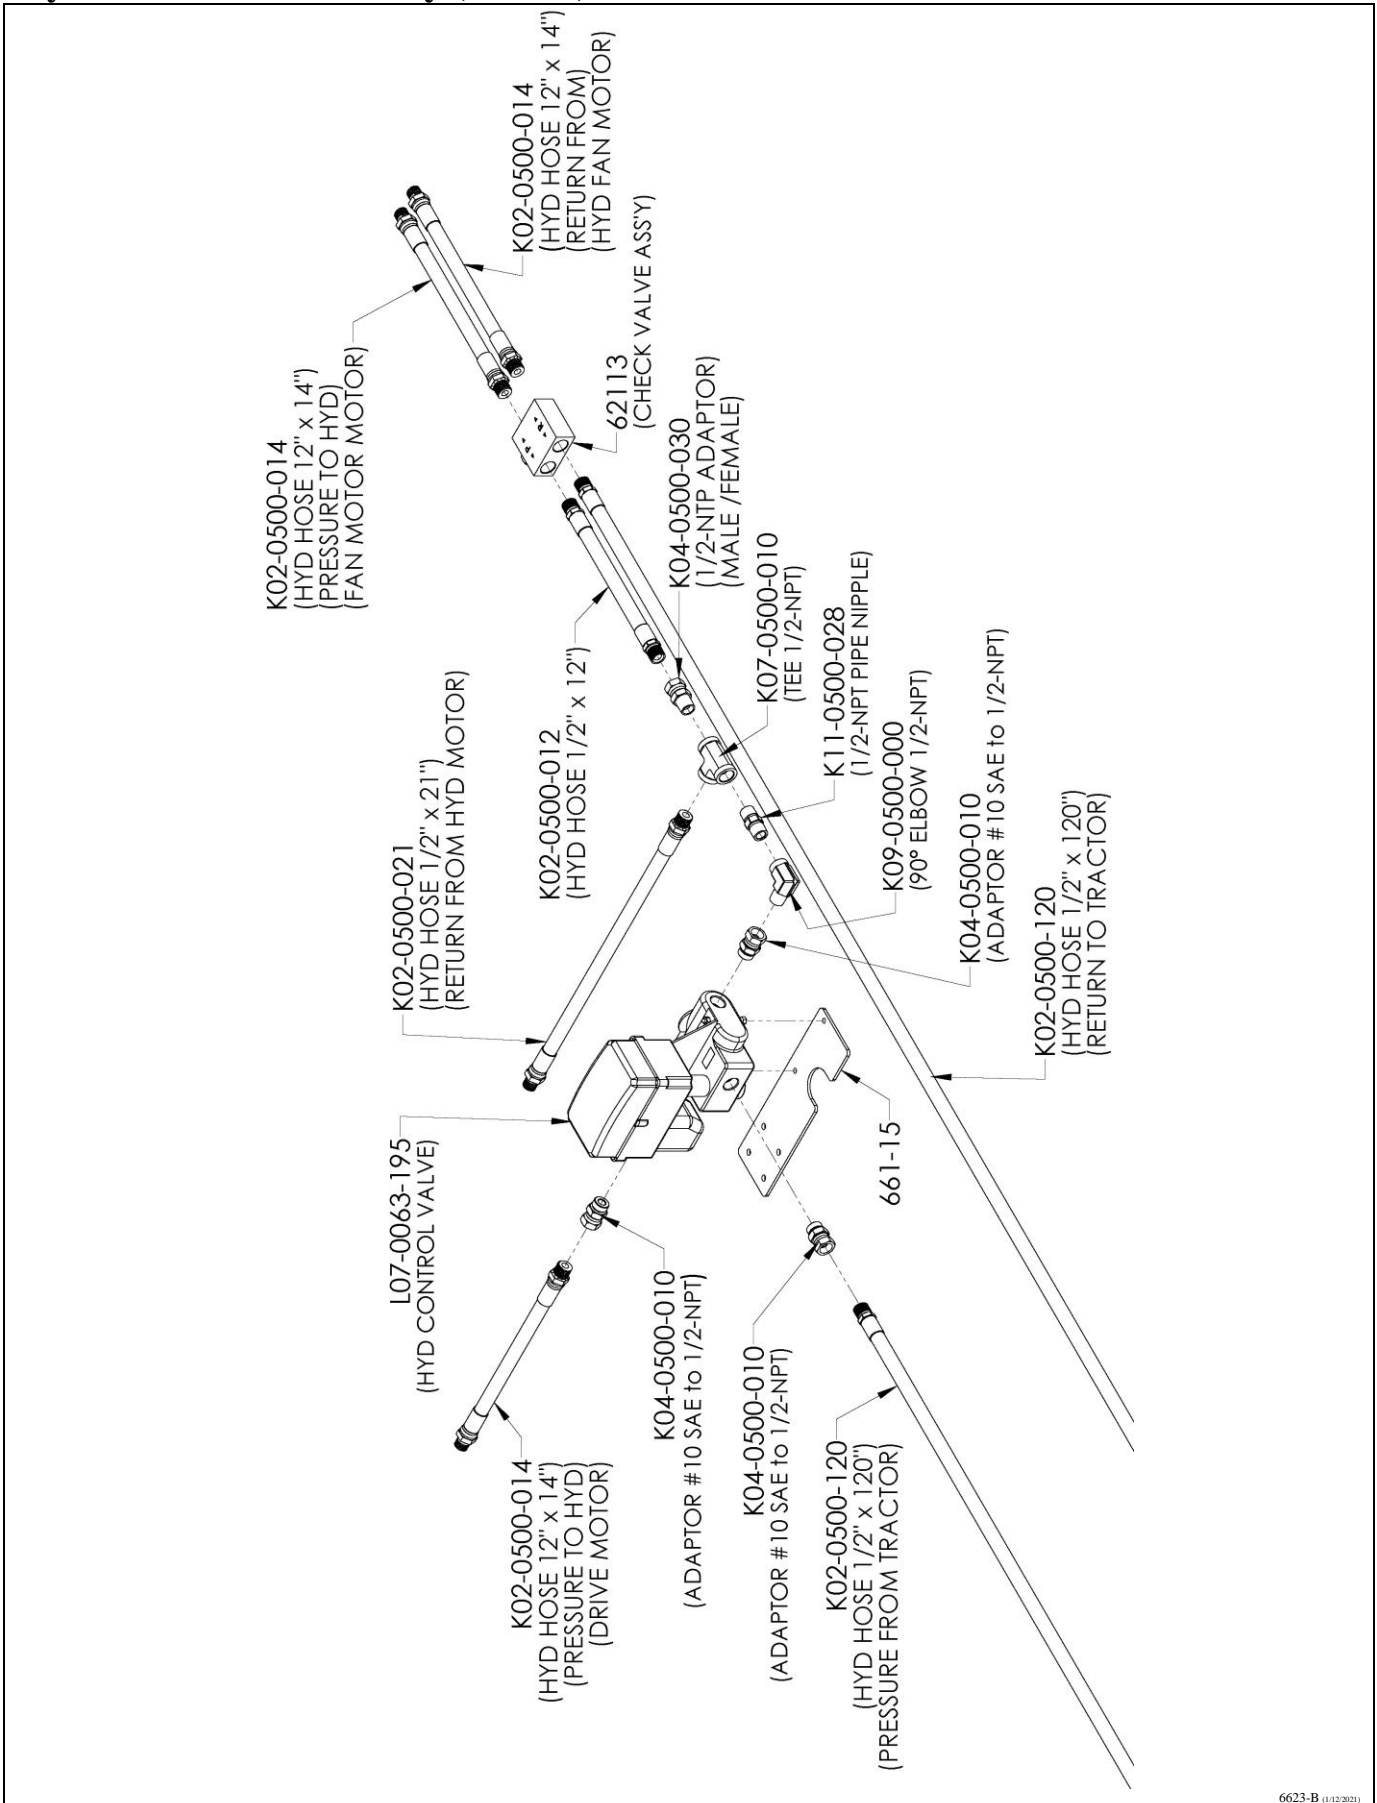 K02-0500-014
(HYD HOSE 12" x 14")
(RETURN FROM)
(HYD FAN MOTOR)
K02-0500-014
(HYD HOSE 12" x 14")
(PRESSURE TO HYD)
(FAN MOTOR MOTOR)
62113
(CHECK VALVE ASS'Y)
K04-0500-030
(1/2-NTP ADAPTOR)
(MALE /FEMALE)
K07-0500-010
(TEE 1/2-NPT)
K11-0500-028
(1/2-NPT PIPE NIPPLE)
K09-0500-000
(90° ELBOW 1/2-NPT)
K04-0500-010
(ADAPTOR #10 SAE to 1/2-NPT)
K02-0500-120
(HYD HOSE 1/2" x 120")
(RETURN TO TRACTOR)
K02-0500-012
(HYD HOSE 1/2" x 12")
K02-0500-021
(HYD HOSE 1/2" x 21")
(RETURN FROM HYD MOTOR)
L07-0063-195
(HYD CONTROL VALVE)
661-15
K02-0500-014
(HYD HOSE 12" x 14")
(PRESSURE TO HYD)
(DRIVE MOTOR)
K04-0500-010
(ADAPTOR #10 SAE to 1/2-NPT)
K04-0500-010
(ADAPTOR #10 SAE to 1/2-NPT)
K02-0500-120
(HYD HOSE 1/2" x 120")
(PRESSURE FROM TRACTOR)
6623-B (1/12/2021)